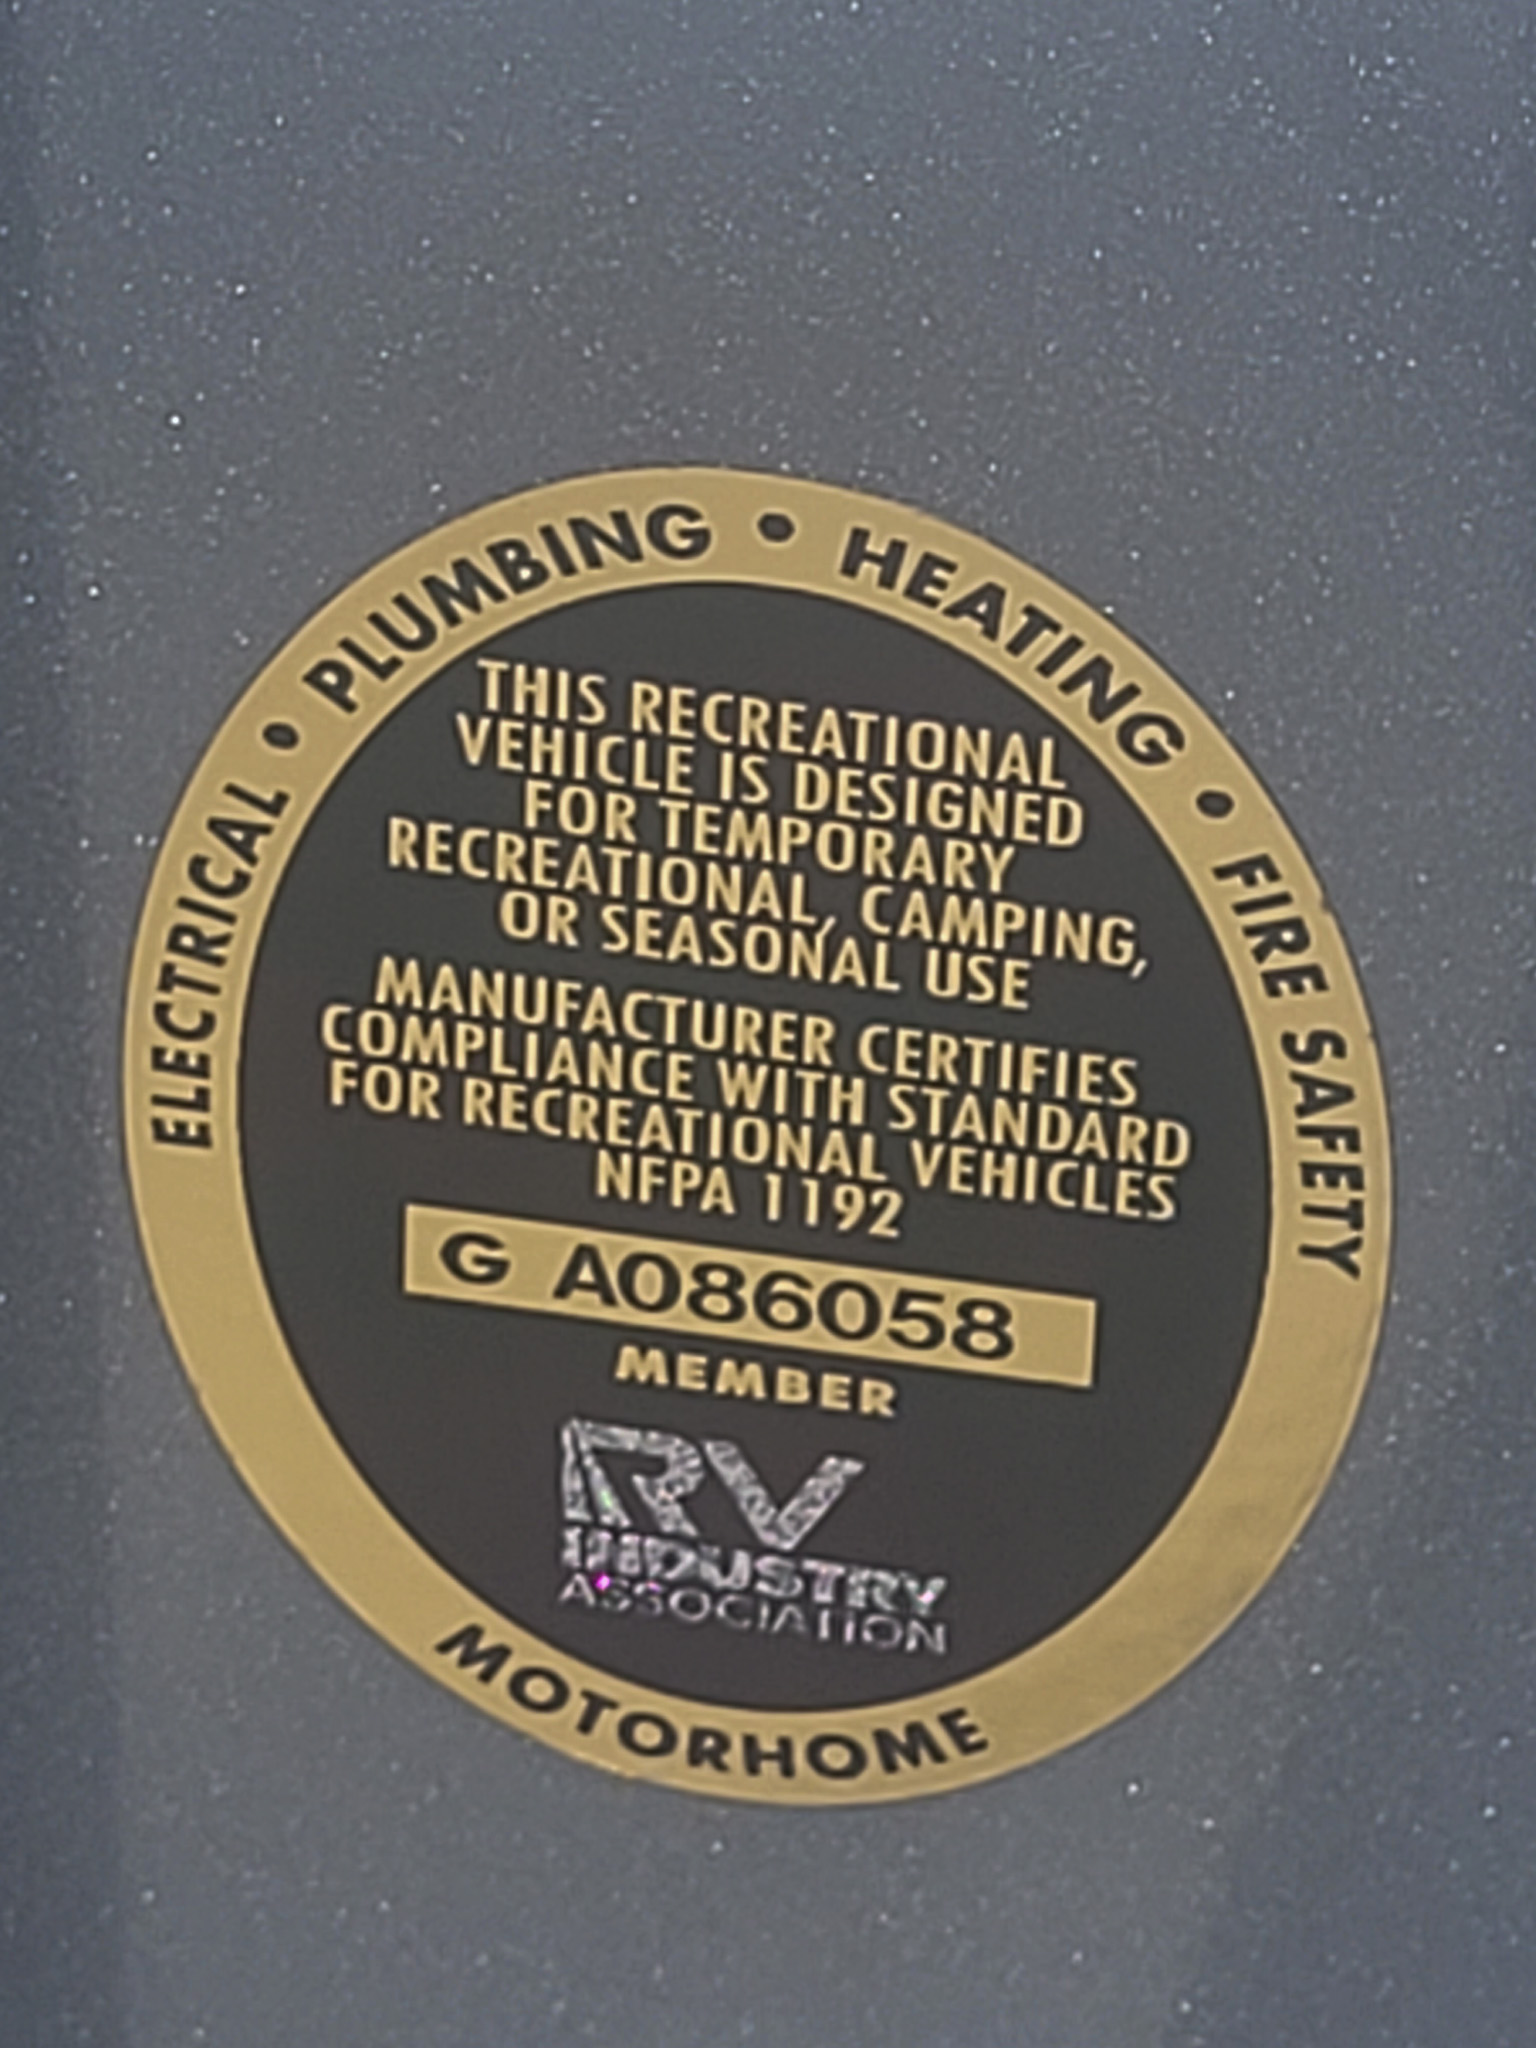 ELECTRICAL • PLUMBING • HEATING • FIRE SAFETY
THIS RECREATIONAL
VEHICLE IS DESIGNED
FOR TEMPORARY
RECREATIONAL, CAMPING,
OR SEASONAL USE
MANUFACTURER CERTIFIES
COMPLIANCE WITH STANDARD
FOR RECREATIONAL VEHICLES
NFPA 1192
G A086058
MEMBER
RV
INDUSTRY
ASSOCIATION
MOTORHOME